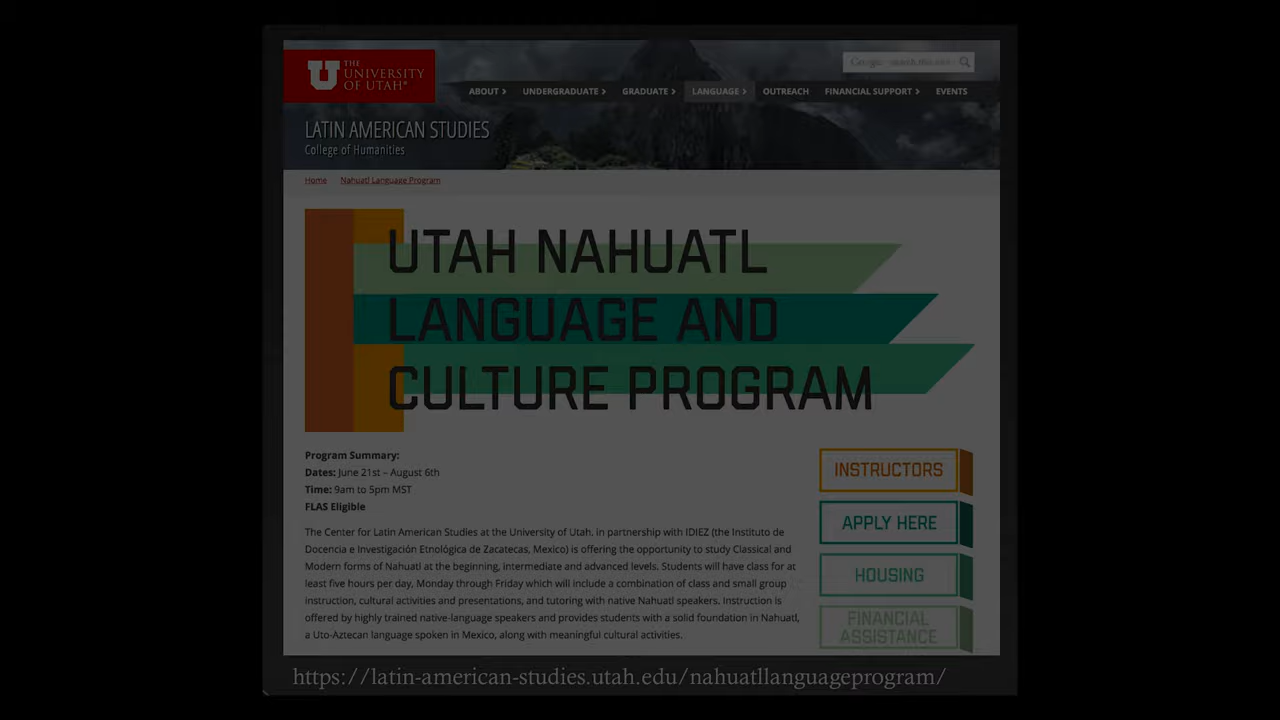 THE
UNIVERSITY
OF UTAH®
ABOUT UNDERGRADUATE GRADUATE LANGUAGE OUTREACH FINANCIAL SUPPORT EVENTS
LATIN AMERICAN STUDIES
College of Humanities
Home Nahuatl Language Program
UTAH NAHUATL
LANGUAGE AND
CULTURE PROGRAM
Program Summary:
Dates: June 21st – August 6th
Time: 9am to 5pm MST
FLAS Eligible
The Center for Latin American Studies at the University of Utah, in partnership with IDIEZ (the Instituto de
Docencia e Investigación Etnológica de Zacatecas, Mexico) is offering the opportunity to study Classical and
Modern forms of Nahuatl at the beginning, intermediate and advanced levels. Students will have class for at
least five hours per day, Monday through Friday which will include a combination of class and small group
instruction, cultural activities and presentations, and tutoring with native Nahuatl speakers. Instruction is
offered by highly trained native-language speakers and provides students with a solid foundation in Nahuatl,
a Uto-Aztecan language spoken in Mexico, along with meaningful cultural activities.
INSTRUCTORS
APPLY HERE
HOUSING
FINANCIAL
ASSISTANCE
https://latin-american-studies.utah.edu/nahuatllanguageprogram/